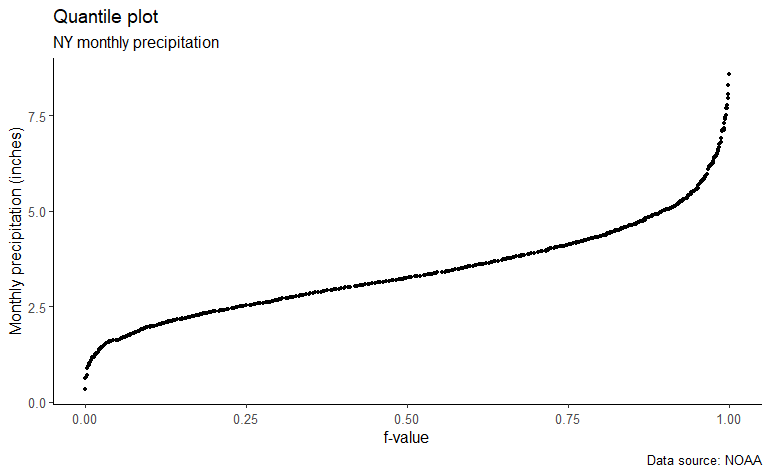 Quantile plot
NY monthly precipitation
Monthly precipitation (inches)
7.5
5.0
2.5
0.0
0.00 0.25 0.50 0.75 1.00
f-value
Data source: NOAA